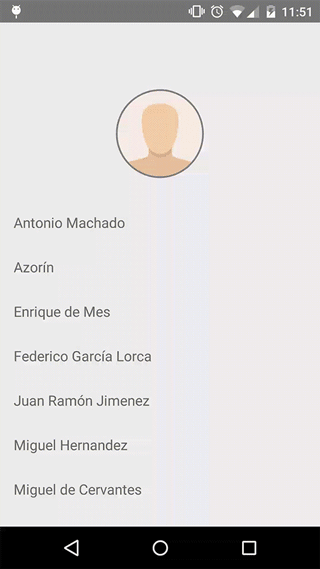 11:51
Antonio Machado
Azorín
Enrique de Mes
Federico García Lorca
Juan Ramón Jimenez
Miguel Hernandez
Miguel de Cervantes